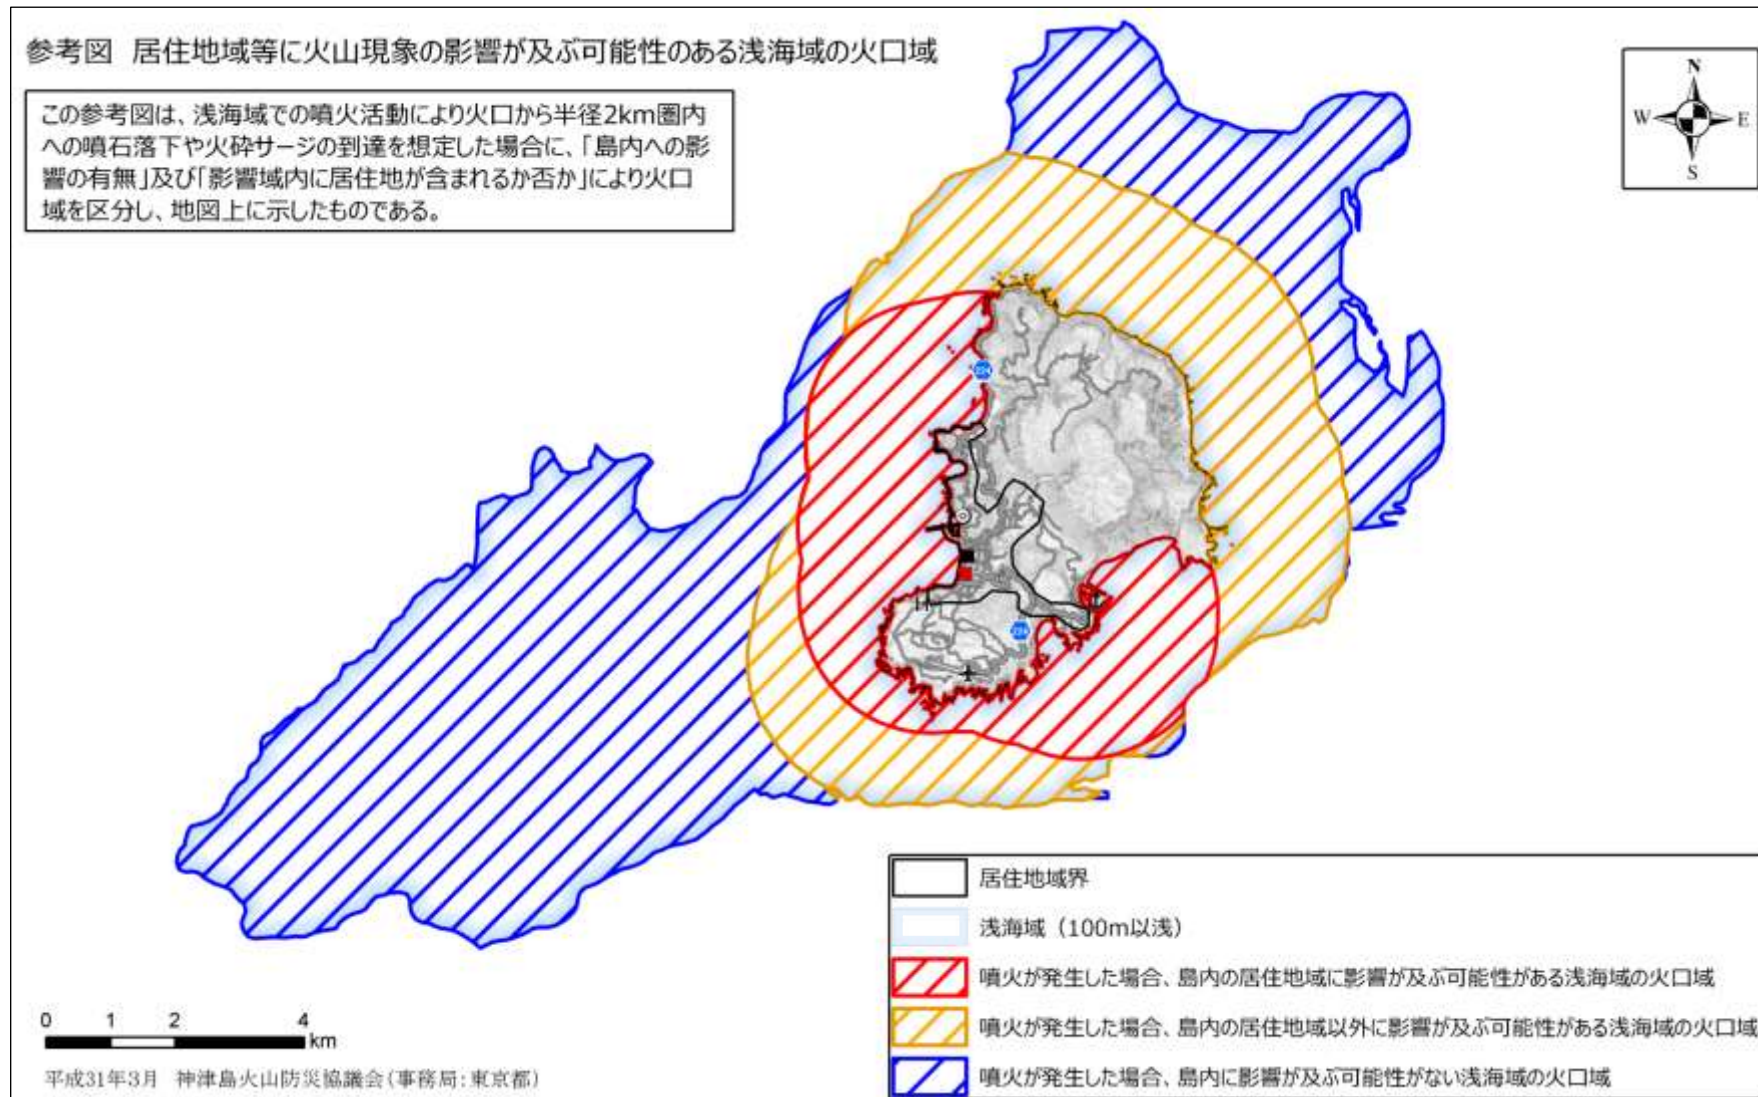 参考図 居住地域等に火山現象の影響が及ぶ可能性のある浅海域の火口域
この参考図は、浅海域での噴火活動により火口から半径2km圏内
への噴石落下や火砕サージの到達を想定した場合に、「島内への影
響の有無」及び「影響域内に居住地が含まれるか否か」により火口
域を区分し、地図上に示したものである。
N
W E
S
居住地域界
浅海域（100m以浅）
噴火が発生した場合、島内の居住地域に影響が及ぶ可能性がある浅海域の火口域
噴火が発生した場合、島内の居住地域以外に影響が及ぶ可能性がある浅海域の火口域
噴火が発生した場合、島内に影響が及ぶ可能性がない浅海域の火口域
0 1 2 4
km
平成31年3月 神津島火山防災協議会(事務局:東京都)